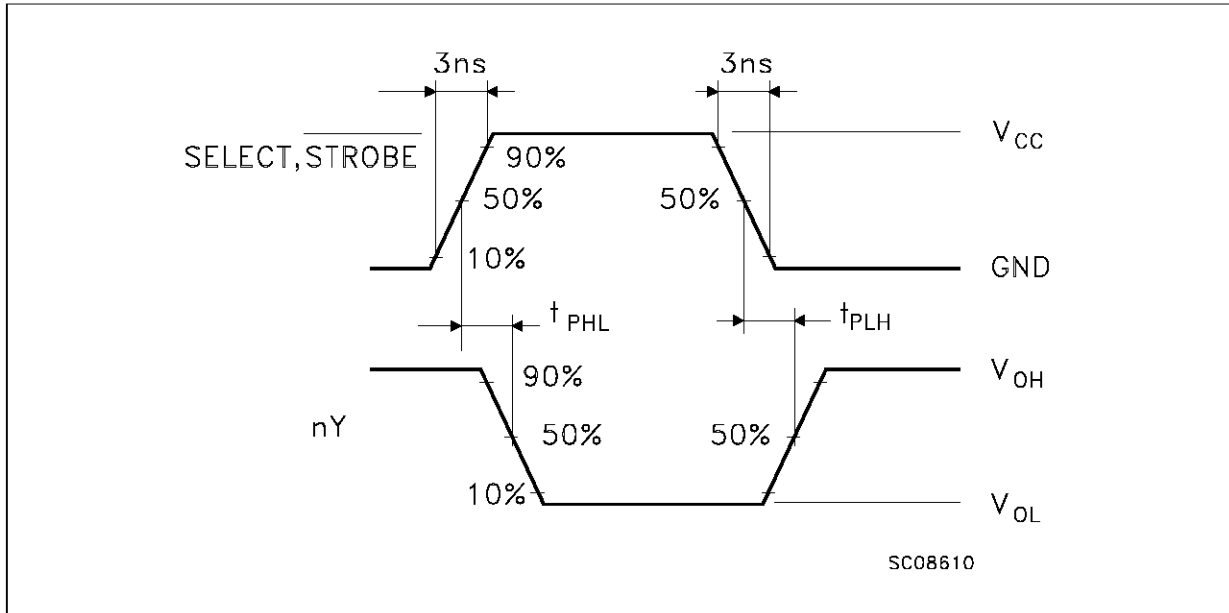 3ns 3ns
SELECT,STROBE
90%
50% 50%
10%
V_CC
GND
t_PHL t_PLH
nY
90%
50% 50%
10%
V_OH
V_OL
SC08610